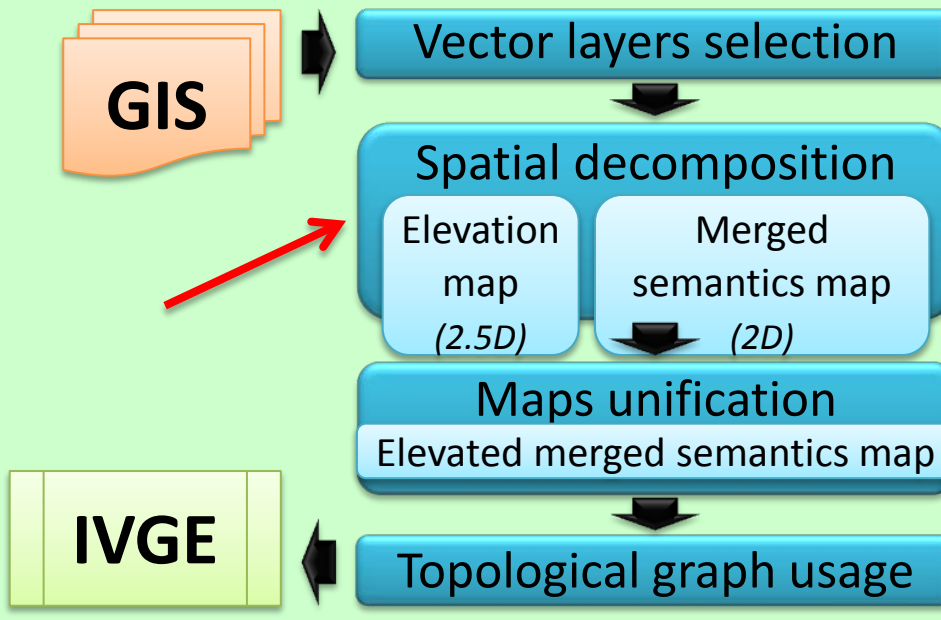 GIS
Vector layers selection
Spatial decomposition
Elevation
map
(2.5D)
Merged
semantics map
(2D)
Maps unification
Elevated merged semantics map
IVGE
Topological graph usage